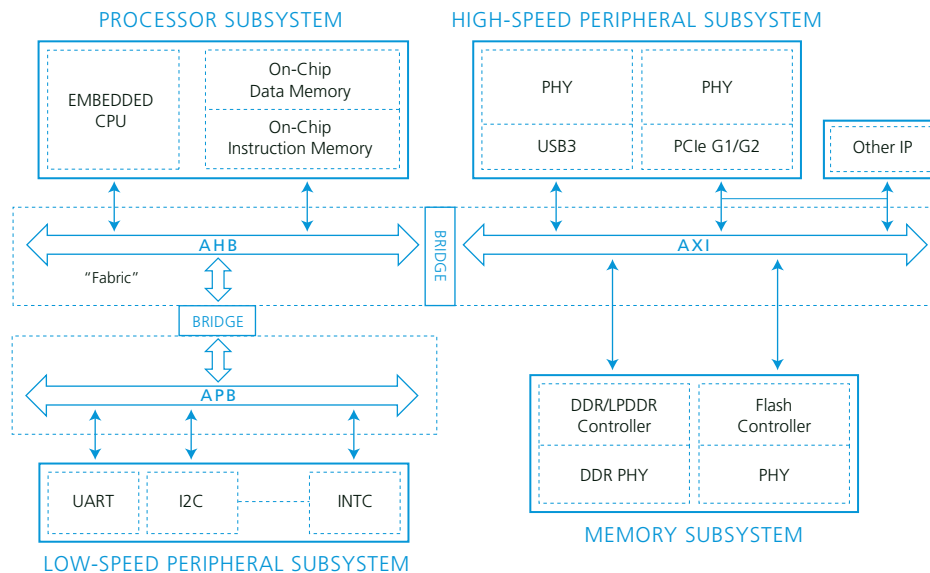 PROCESSOR SUBSYSTEM
HIGH-SPEED PERIPHERAL SUBSYSTEM
EMBEDDED
CPU
On-Chip
Data Memory
On-Chip
Instruction Memory
PHY
USB3
PHY
PCIe G1/G2
Other IP
AHB
BRIDGE
AXI
"Fabric"
BRIDGE
APB
UART
I2C
INTC
LOW-SPEED PERIPHERAL SUBSYSTEM
DDR/LPDDR
Controller
DDR PHY
Flash
Controller
PHY
MEMORY SUBSYSTEM